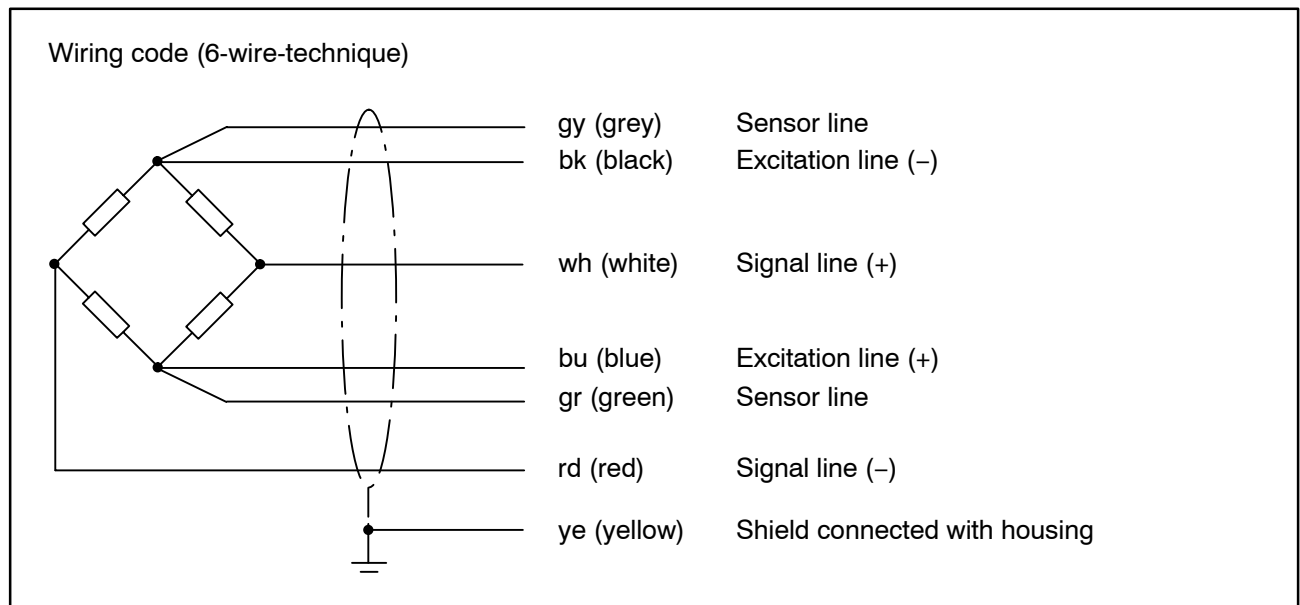 Wiring code (6-wire-technique)
gy (grey) Sensor line
bk (black) Excitation line (−)
wh (white) Signal line (+)
bu (blue) Excitation line (+)
gr (green) Sensor line
rd (red) Signal line (−)
ye (yellow) Shield connected with housing